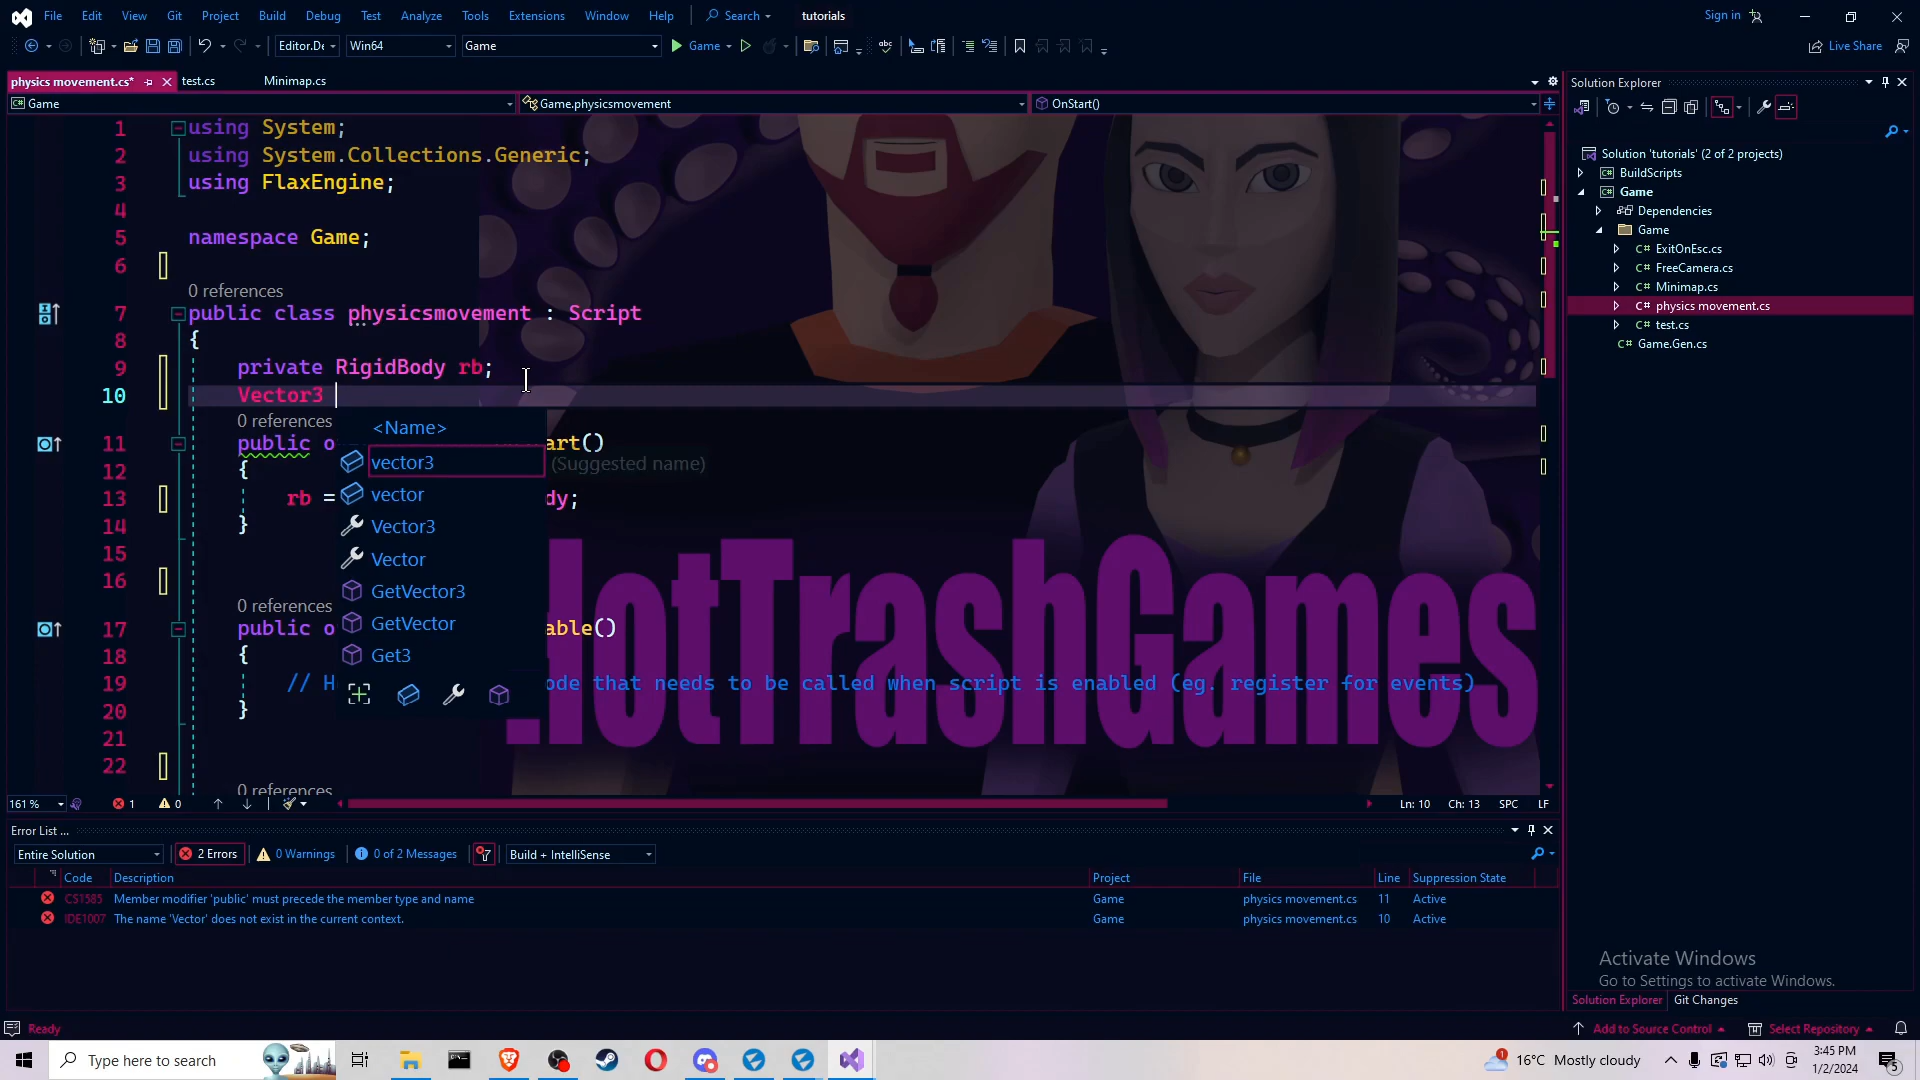 File Edit View Git Project Build Debug Test Analyze Tools Extensions Window Help Search tutorials Sign in
Editor.De Win64 Game Game Live Share
physics movement.cs* test.cs Minimap.cs
Game Game.physicsmovement OnStart()
1 using System;
2 using System.Collections.Generic;
3 using FlaxEngine;
4
5 namespace Game;
6
0 references
7 public class physicsmovement : Script
8 {
9 private RigidBody rb;
10 Vector3
0 references
11 public o art()
12 {
13 rb = dy;
14 }
15
16
0 references
17 public o able()
18 {
19 // H ode that needs to be called when script is enabled (eg. register for events)
20 }
21
22
0 references
<Name>
vector3 (Suggested name)
vector
Vector3
Vector
GetVector3
GetVector
Get3
HotTrashGames
161 % 1 0 Ln: 10 Ch: 13 SPC LF
Error List ...
Entire Solution 2 Errors 0 Warnings 0 of 2 Messages Build + IntelliSense
Code Description Project File Line Suppression State
CS1585 Member modifier 'public' must precede the member type and name Game physics movement.cs 11 Active
IDE1007 The name 'Vector' does not exist in the current context. Game physics movement.cs 10 Active
Solution Explorer
Solution 'tutorials' (2 of 2 projects)
BuildScripts
Game
Dependencies
Game
C# ExitOnEsc.cs
C# FreeCamera.cs
C# Minimap.cs
C# physics movement.cs
C# test.cs
C# Game.Gen.cs
Activate Windows
Go to Settings to activate Windows.
Solution Explorer Git Changes
Ready Add to Source Control Select Repository
Type here to search 1 16°C Mostly cloudy 3:45 PM 5
1/2/2024